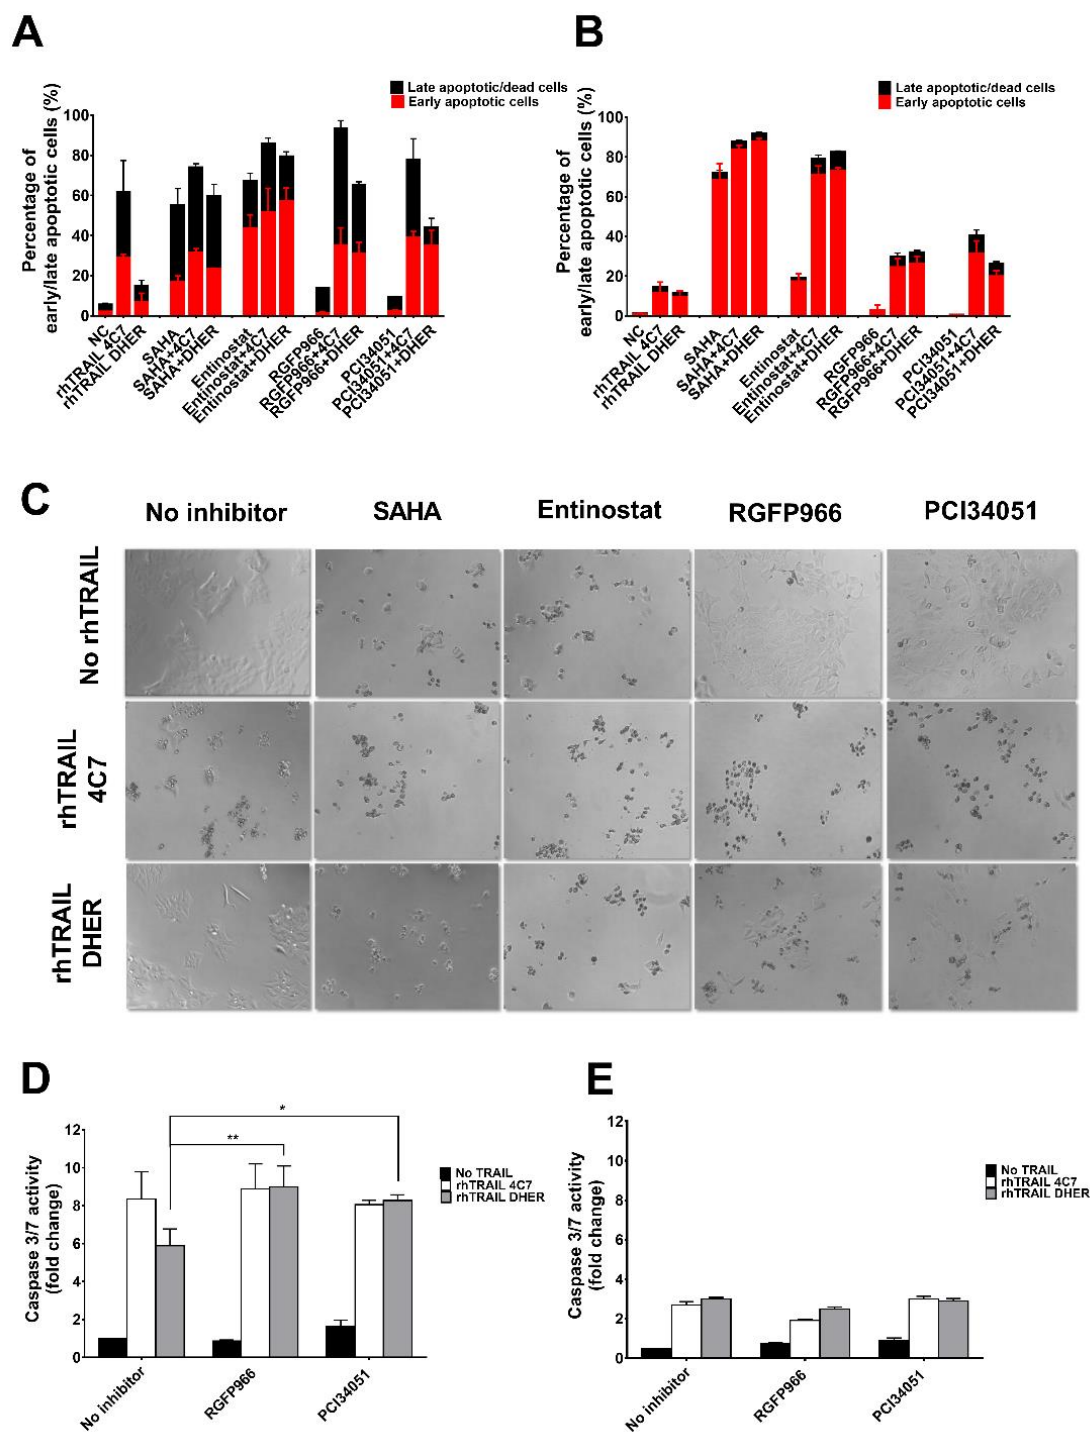 A
Percentage of
early/late apoptotic cells (%)
Late apoptotic/dead cells
Early apoptotic cells
100
80
60
40
20
0
NC
rhTRAIL 4C7
rhTRAIL DHER
SAHA
SAHA+4C7
SAHA+DHER
Entinostat
Entinostat+4C7
Entinostat+DHER
RGFP966
RGFP966+4C7
RGFP966+DHER
PCI34051
PCI34051+4C7
PCI34051+DHER
B
Percentage of
early/late apoptotic cells (%)
Late apoptotic/dead cells
Early apoptotic cells
100
80
60
40
20
0
NC
rhTRAIL 4C7
rhTRAIL DHER
SAHA
SAHA+4C7
SAHA+DHER
Entinostat
Entinostat+4C7
Entinostat+DHER
RGFP966
RGFP966+4C7
RGFP966+DHER
PCI34051
PCI34051+4C7
PCI34051+DHER
C
No inhibitor
SAHA
Entinostat
RGFP966
PCI34051
No rhTRAIL
rhTRAIL
4C7
rhTRAIL
DHER
D
Caspase 3/7 activity
(fold change)
12
10
8
6
4
2
0
*
**
No TRAIL
rhTRAIL 4C7
rhTRAIL DHER
No inhibitor
RGFP966
PCI34051
E
Caspase 3/7 activity
(fold change)
12
10
8
6
4
2
0
No TRAIL
rhTRAIL 4C7
rhTRAIL DHER
No inhibitor
RGFP966
PCI34051